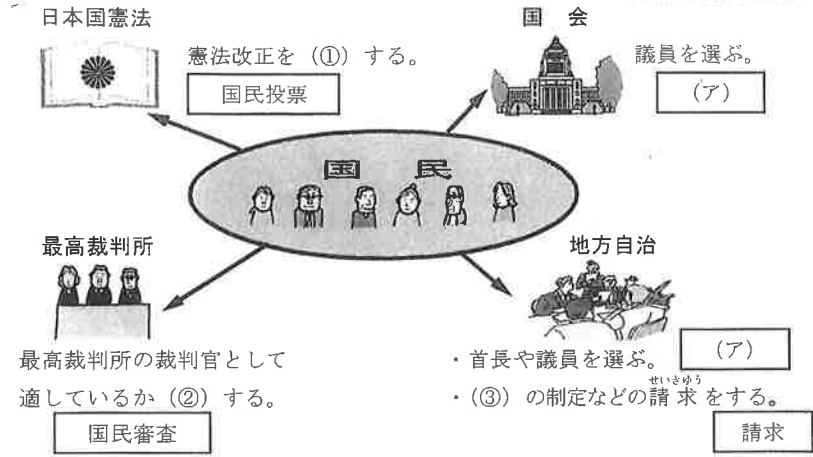 日本国憲法
憲法改正を（①）する。
国民投票
国　会
議員を選ぶ。
（ア）
国　民
最高裁判所
最高裁判所の裁判官として
適しているか（②）する。
国民審査
地方自治
・首長や議員を選ぶ。
（ア）
せいきゆう
・（③）の制定などの請求をする。
請求